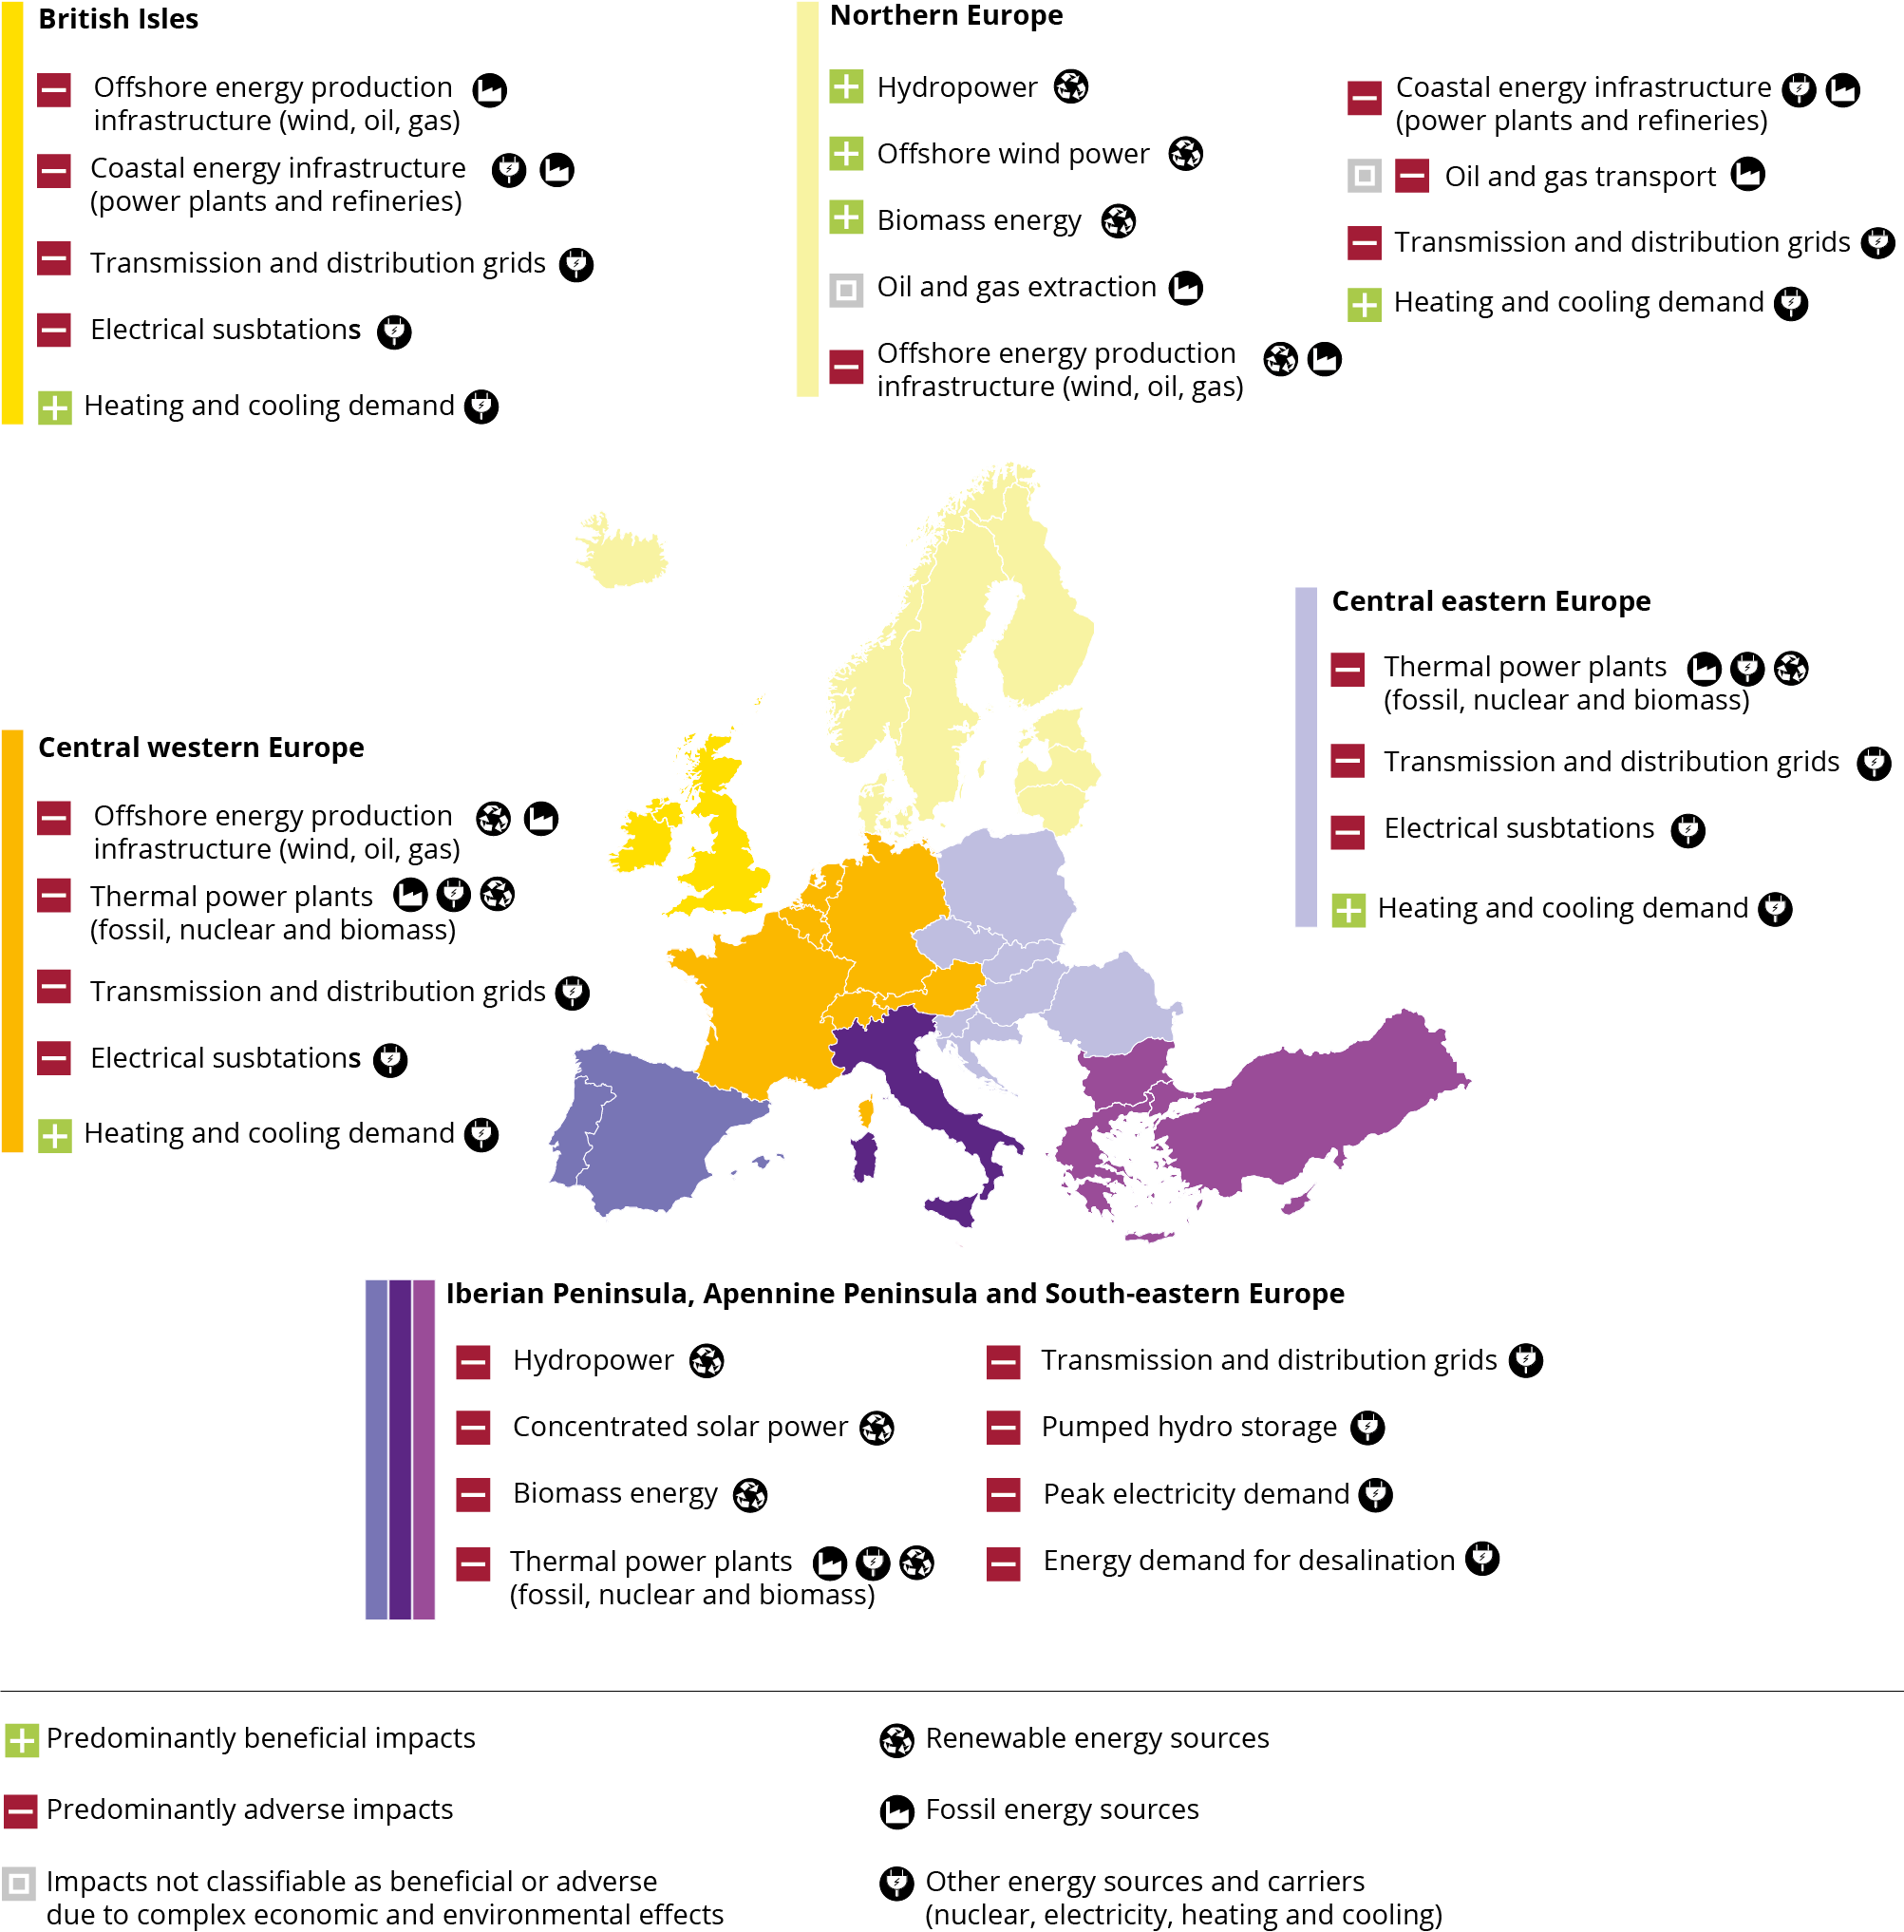 British Isles
Offshore energy production
infrastructure (wind, oil, gas)
Coastal energy infrastructure
(power plants and refineries)
Transmission and distribution grids
Electrical susbtations
Heating and cooling demand
Northern Europe
Hydropower
Offshore wind power
Biomass energy
Oil and gas extraction
Offshore energy production
infrastructure (wind, oil, gas)
Coastal energy infrastructure
(power plants and refineries)
Oil and gas transport
Transmission and distribution grids
Heating and cooling demand
Central eastern Europe
Thermal power plants
(fossil, nuclear and biomass)
Transmission and distribution grids
Electrical susbtations
Heating and cooling demand
Central western Europe
Offshore energy production
infrastructure (wind, oil, gas)
Thermal power plants
(fossil, nuclear and biomass)
Transmission and distribution grids
Electrical susbtations
Heating and cooling demand
Iberian Peninsula, Apennine Peninsula and South-eastern Europe
Hydropower
Concentrated solar power
Biomass energy
Thermal power plants
(fossil, nuclear and biomass)
Transmission and distribution grids
Pumped hydro storage
Peak electricity demand
Energy demand for desalination
Predominantly beneficial impacts
Predominantly adverse impacts
Impacts not classifiable as beneficial or adverse
due to complex economic and environmental effects
Renewable energy sources
Fossil energy sources
Other energy sources and carriers
(nuclear, electricity, heating and cooling)